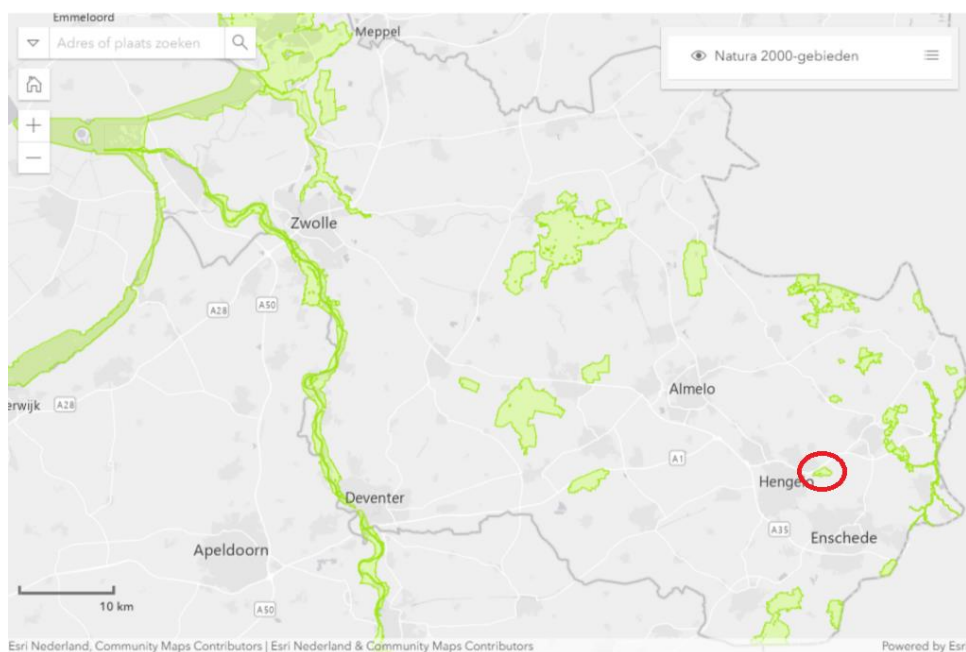 Emmeloord
Adres of plaats zoeken
Meppel
Natura 2000-gebieden
Zwolle
A28
A50
erwijk
A28
Almelo
A1
Hengelo
Deventer
A35
Enschede
Apeldoorn
10 km
A50
Esri Nederland, Community Maps Contributors | Esri Nederland & Community Maps Contributors
Powered by Esri